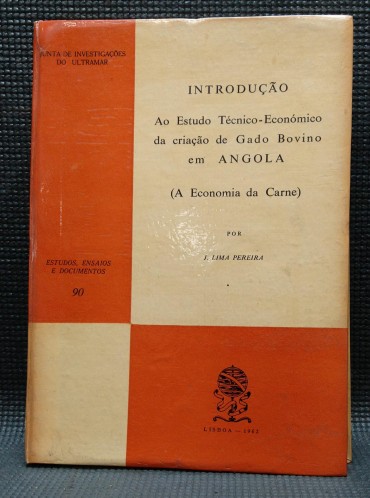 JUNTA DE INVESTIGAÇÕES
DO ULTRAMAR
INTRODUÇÃO
Ao Estudo Técnico-Económico
da criação de Gado Bovino
em ANGOLA
(A Economia da Carne)
POR
J. LIMA PEREIRA
ESTUDOS, ENSAIOS
E DOCUMENTOS
90
LISBOA — 1962